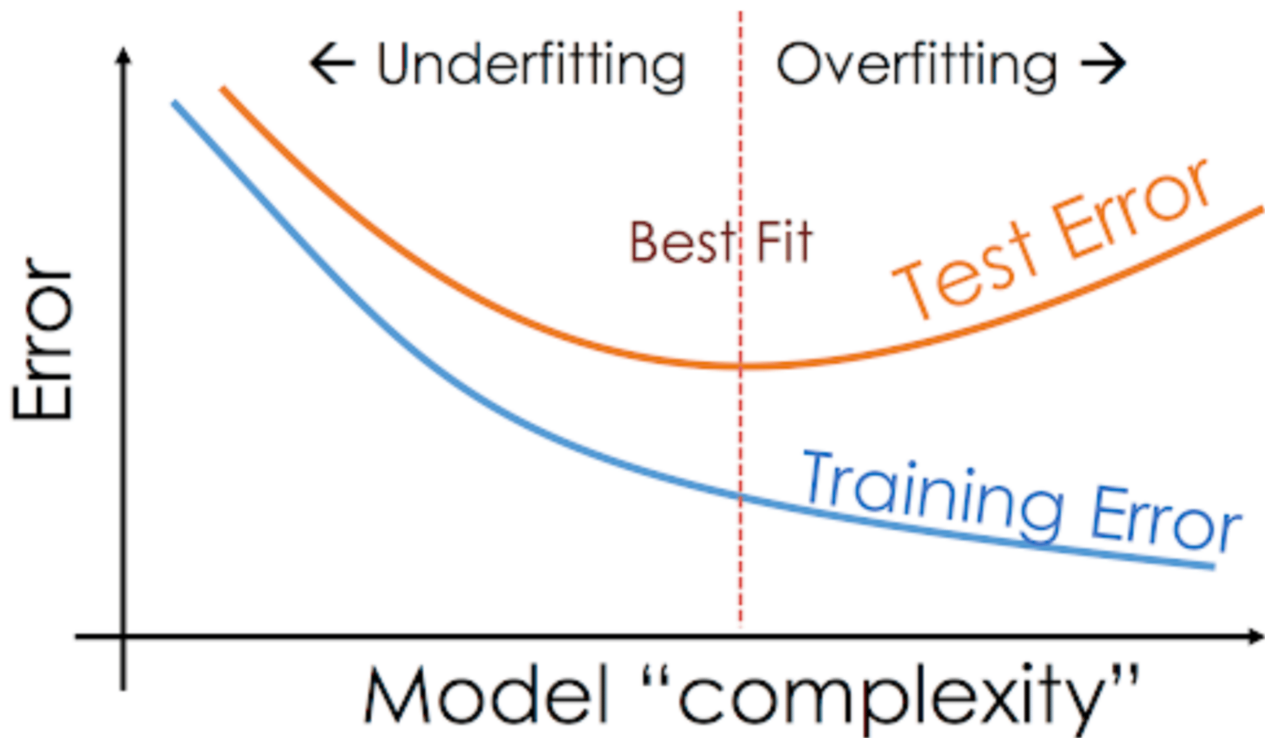 ← Underfitting
Overfitting →
Best Fit
Test Error
Error
Training Error
Model “complexity”